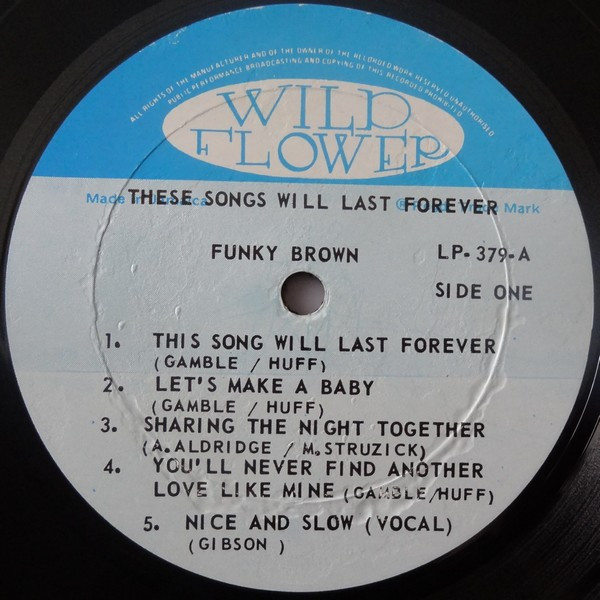 ALL RIGHTS OF THE MANUFACTURER AND OF THE OWNER OF THE RECORDED WORK RESERVED UNAUTHORISED
PUBLIC PERFORMANCE BROADCASTING AND COPYING OF THIS RECORD PROHIBITED
WILD
FLOWER
THESE SONGS WILL LAST FOREVER
Made in Jamaica ® Mark
FUNKY BROWN LP-379-A
SIDE ONE
1. THIS SONG WILL LAST FOREVER
(GAMBLE / HUFF)
2. LET'S MAKE A BABY
(GAMBLE / HUFF)
3. SHARING THE NIGHT TOGETHER
(A.ALDRIDGE / M.STRUZICK)
4. YOU'LL NEVER FIND ANOTHER
LOVE LIKE MINE (GAMBLE/HUFF)
5. NICE AND SLOW (VOCAL)
(GIBSON )